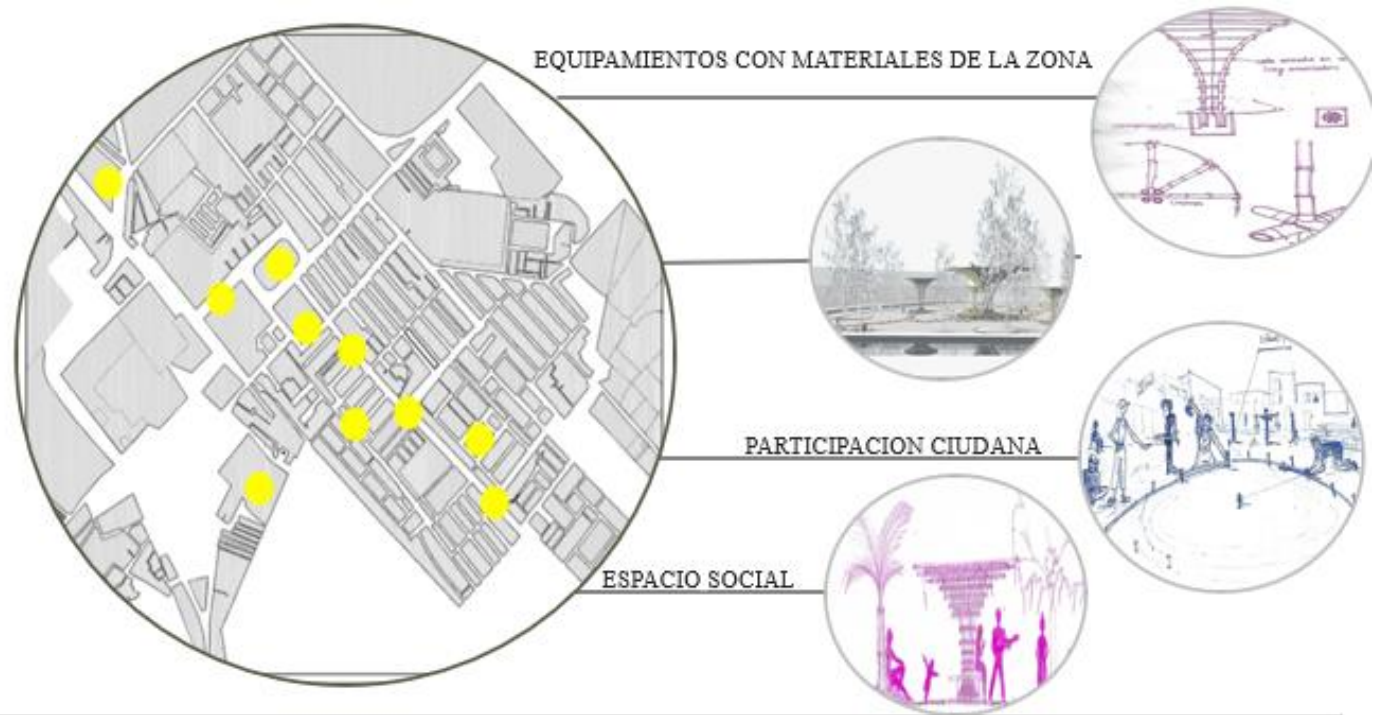 EQUIPAMIENTOS CON MATERIALES DE LA ZONA
PARTICIPACION CIUDANA
ESPACIO SOCIAL